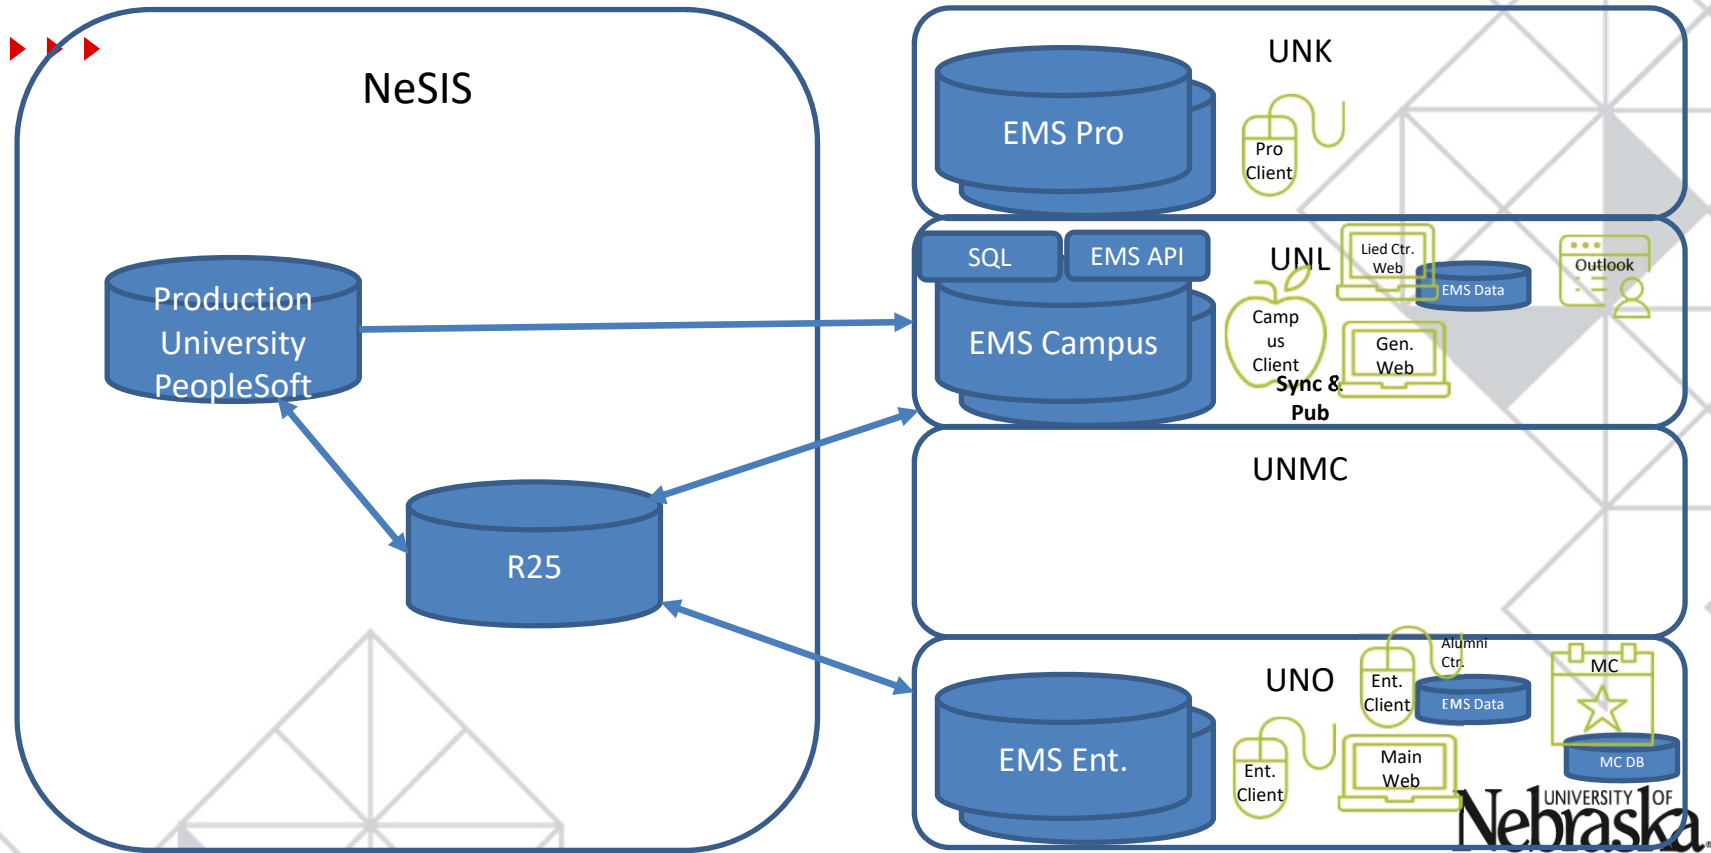 NeSIS
Production
University
PeopleSoft
R25
UNK
EMS Pro
Pro
Client
SQL
EMS API
EMS Campus
UNL
Camp
us
Client
Sync &
Pub
Lied Ctr.
Web
EMS Data
Outlook
Gen.
Web
UNMC
UNO
EMS Ent.
Ent.
Client
Main
Web
Ent.
Client
Alumni
Ctr.
EMS Data
MC
MC DB
UNIVERSITY OF
Nebraska